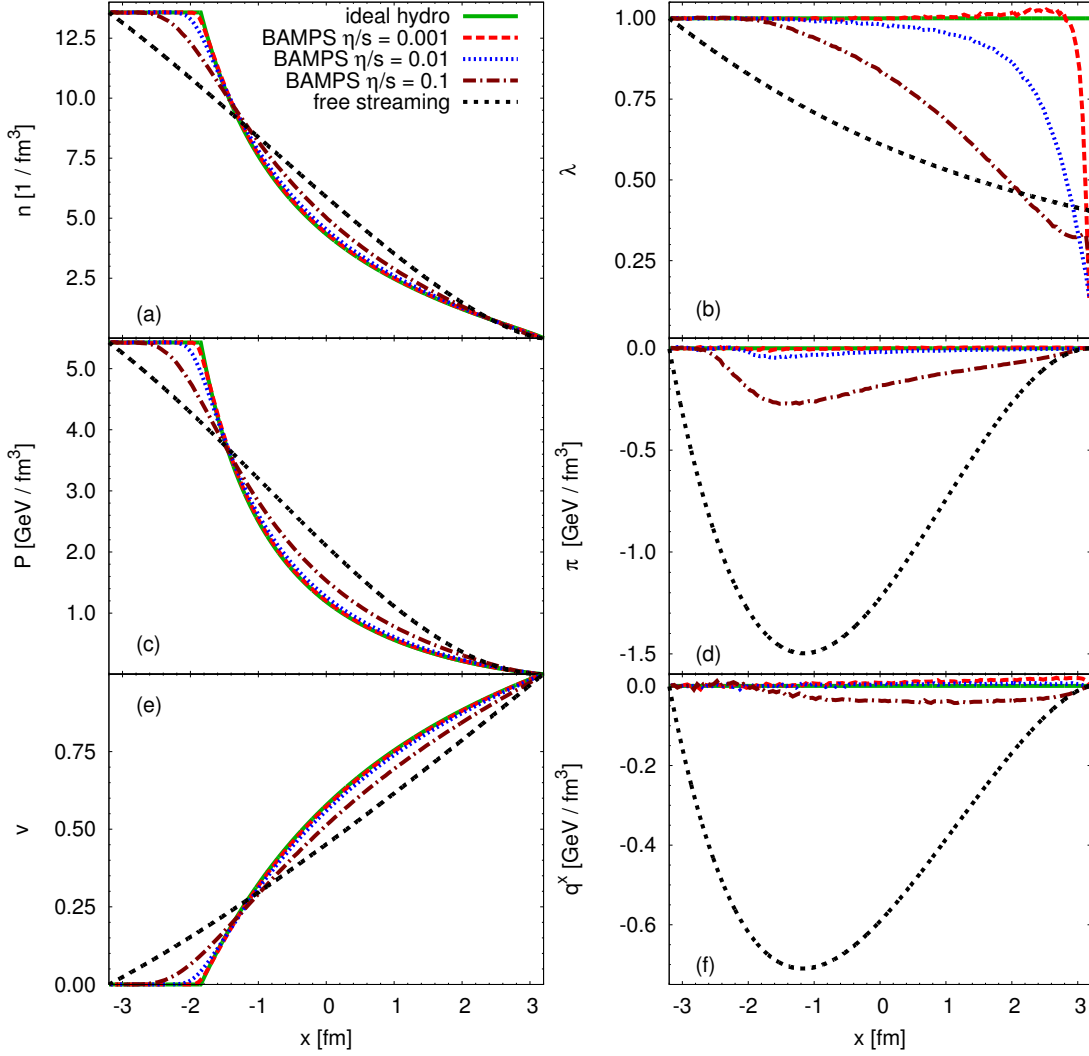 ideal hydro
BAMPS η/s = 0.001
BAMPS η/s = 0.01
BAMPS η/s = 0.1
free streaming
12.5
10.0
7.5
5.0
2.5
n [1 / fm³]
(a)
1.00
0.75
0.50
0.25
λ
(b)
5.0
4.0
3.0
2.0
1.0
P [GeV / fm³]
(c)
0.0
-0.5
-1.0
-1.5
π [GeV / fm³]
(d)
(e)
0.75
0.50
0.25
0.00
v
-3
-2
-1
0
1
2
3
x [fm]
0.0
-0.2
-0.4
-0.6
qˣ [GeV / fm³]
(f)
-3
-2
-1
0
1
2
3
x [fm]